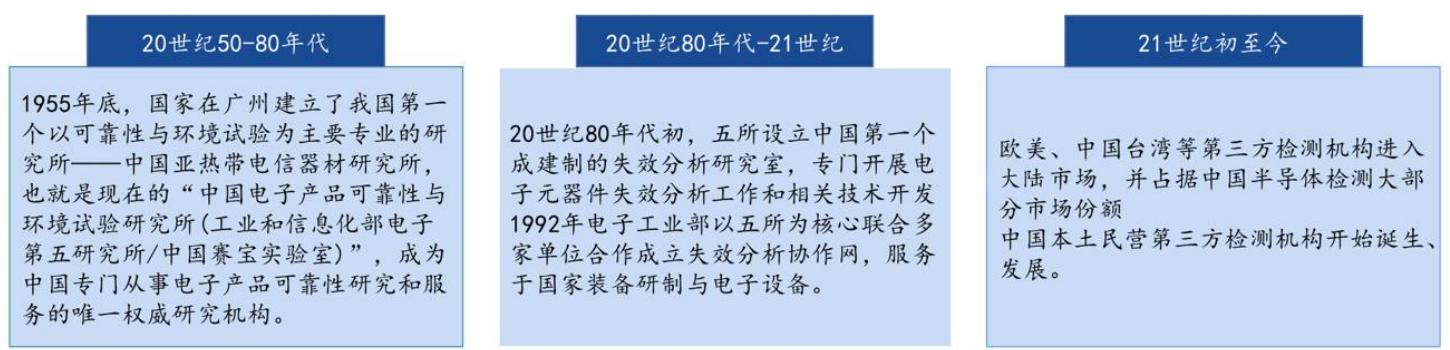 20世纪50-80年代
1955年底，国家在广州建立了我国第一
个以可靠性与环境试验为主要专业的研
究所——中国亚热带电信器材研究所，
也就是现在的“中国电子产品可靠性与
环境试验研究所(工业和信息化部电子
第五研究所/中国赛宝实验室)”，成为
中国专门从事电子产品可靠性研究和服
务的唯一权威研究机构。
20世纪80年代-21世纪
20世纪80年代初，五所设立中国第一个
成建制的失效分析研究室，专门开展电
子元器件失效分析工作和相关技术开发
1992年电子工业部以五所为核心联合多
家单位合作成立失效分析协作网，服务
于国家装备研制与电子设备。
21世纪初至今
欧美、中国台湾等第三方检测机构进入
大陆市场，并占据中国半导体检测大部
分市场份额
中国本土民营第三方检测机构开始诞生、
发展。